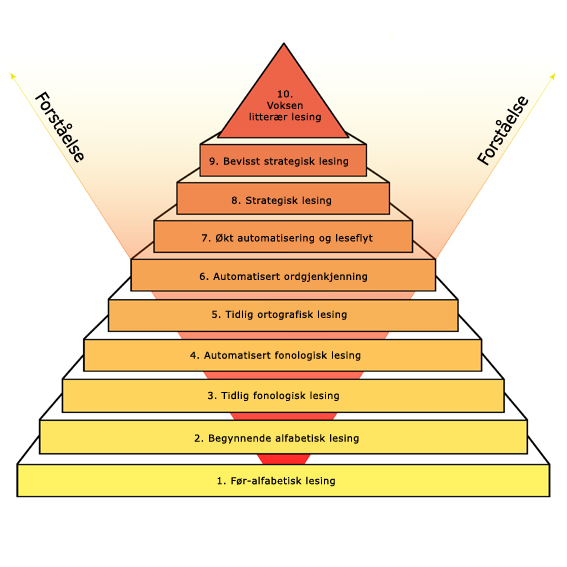 10.
Voksen
litterær lesing
Forståelse
Forståelse
9. Bevisst strategisk lesing
8. Strategisk lesing
7. Økt automatisering og leseflyt
6. Automatisert ordgjenkjenning
5. Tidlig ortografisk lesing
4. Automatisert fonologisk lesing
3. Tidlig fonologisk lesing
2. Begynnende alfabetisk lesing
1. Før-alfabetisk lesing